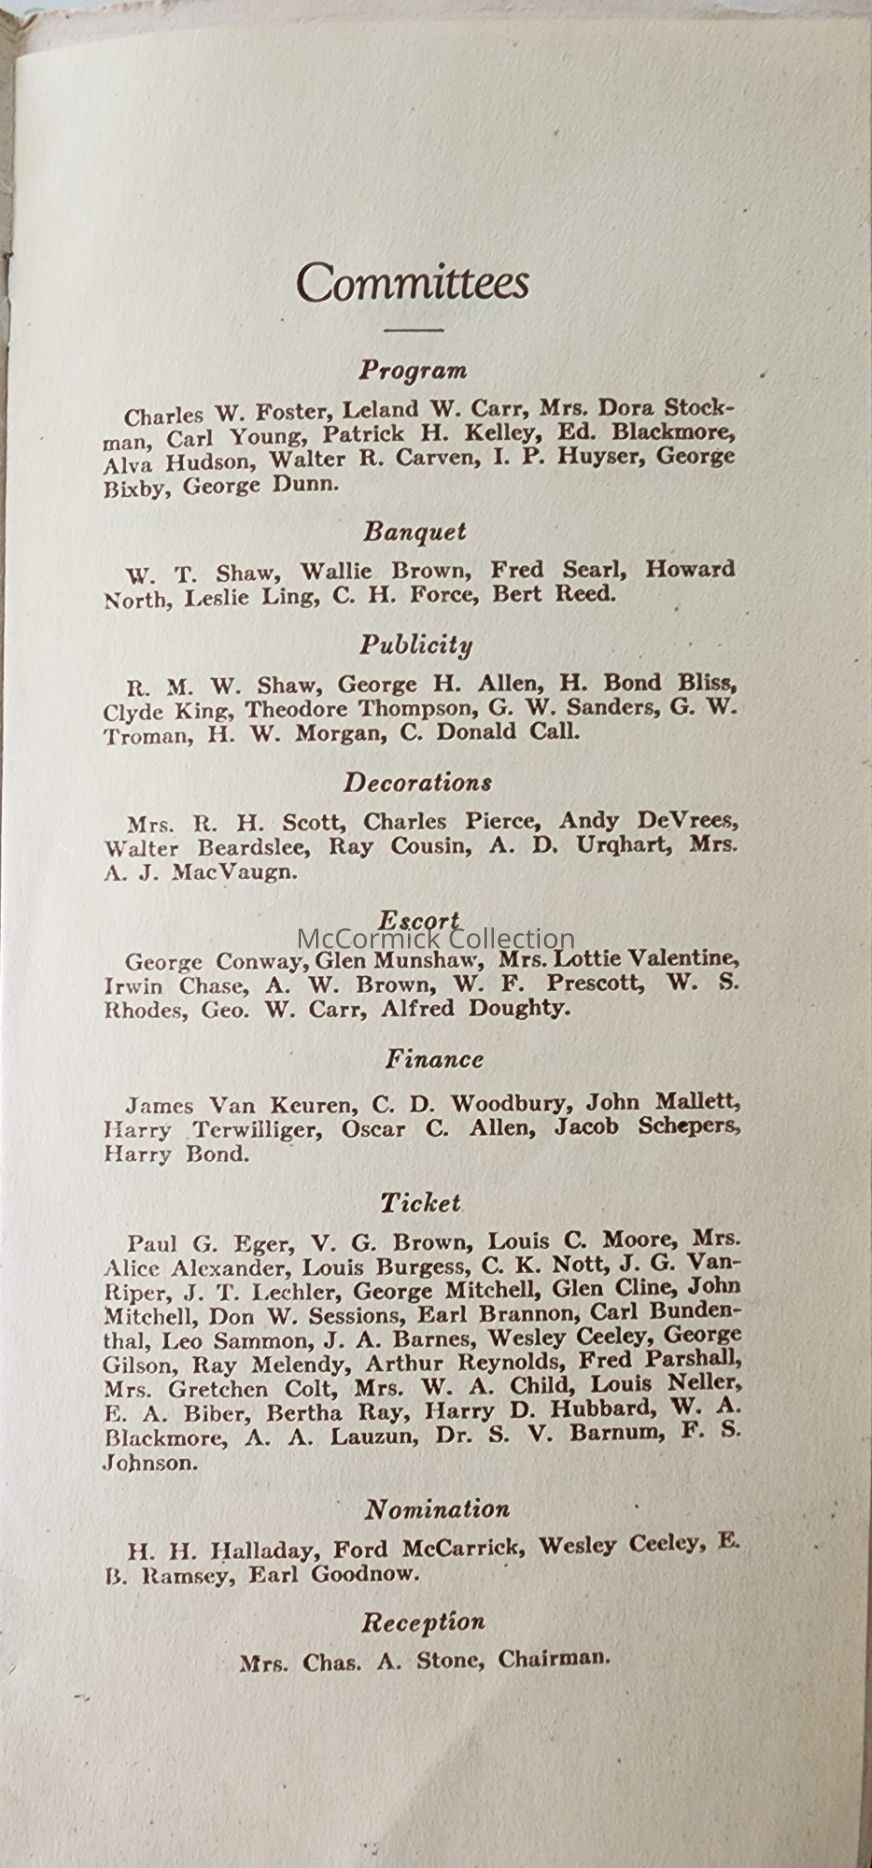 Committees
Program
Charles W. Foster, Leland W. Carr, Mrs. Dora Stock-
man, Carl Young, Patrick H. Kelley, Ed. Blackmore,
Alva Hudson, Walter R. Carven, I. P. Huyser, George
Bixby, George Dunn.
Banquet
W. T. Shaw, Wallie Brown, Fred Searl, Howard
North, Leslie Ling, C. H. Force, Bert Reed.
Publicity
R. M. W. Shaw, George H. Allen, H. Bond Bliss,
Clyde King, Theodore Thompson, G. W. Sanders, G. W.
Troman, H. W. Morgan, C. Donald Call.
Decorations
Mrs. R. H. Scott, Charles Pierce, Andy DeVrees,
Walter Beardslee, Ray Cousin, A. D. Urqhart, Mrs.
A. J. MacVaugn.
Escort
McCormick Collection
George Conway, Glen Munshaw, Mrs. Lottie Valentine,
Irwin Chase, A. W. Brown, W. F. Prescott, W. S.
Rhodes, Geo. W. Carr, Alfred Doughty.
Finance
James Van Keuren, C. D. Woodbury, John Mallett,
Harry Terwilliger, Oscar C. Allen, Jacob Schepers,
Harry Bond.
Ticket
Paul G. Eger, V. G. Brown, Louis C. Moore, Mrs.
Alice Alexander, Louis Burgess, C. K. Nott, J. G. Van-
Riper, J. T. Lechler, George Mitchell, Glen Cline, John
Mitchell, Don W. Sessions, Earl Brannon, Carl Bunden-
thal, Leo Sammon, J. A. Barnes, Wesley Ceeley, George
Gilson, Ray Melendy, Arthur Reynolds, Fred Parshall,
Mrs. Gretchen Colt, Mrs. W. A. Child, Louis Neller,
E. A. Biber, Bertha Ray, Harry D. Hubbard, W. A.
Blackmore, A. A. Lauzun, Dr. S. V. Barnum, F. S.
Johnson.
Nomination
H. H. Halladay, Ford McCarrick, Wesley Ceeley, E.
B. Ramsey, Earl Goodnow.
Reception
Mrs. Chas. A. Stone, Chairman.